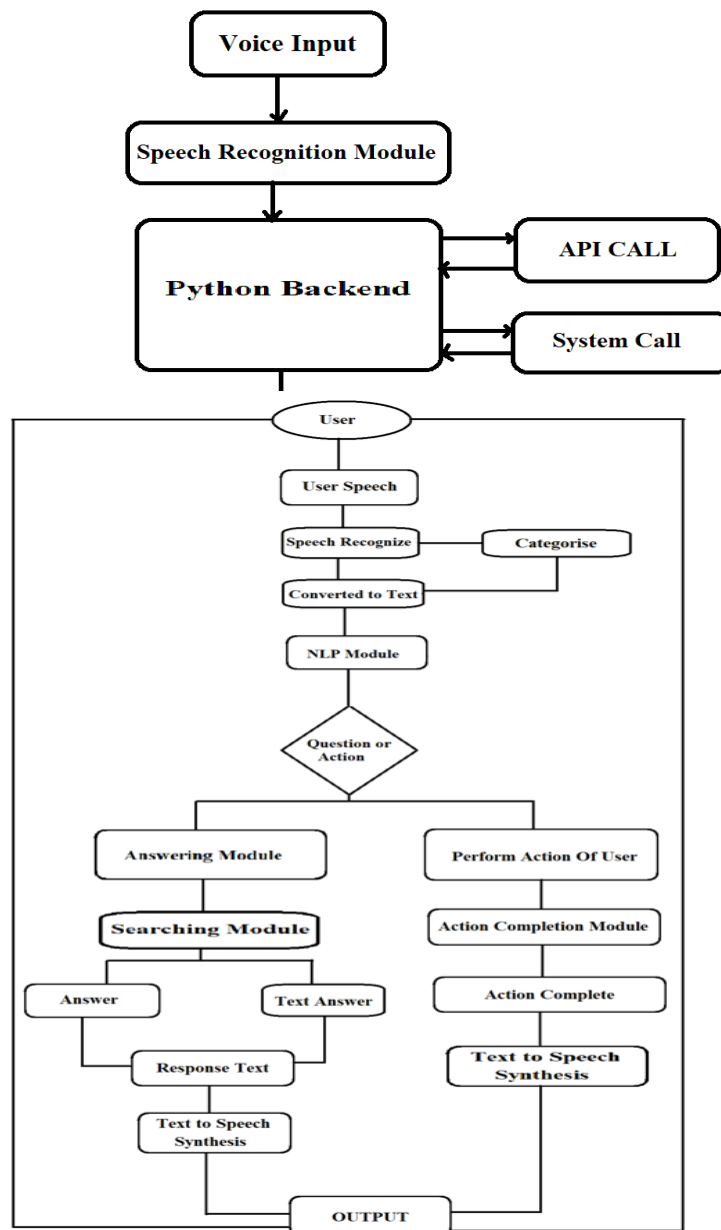 Voice Input
Speech Recognition Module
Python Backend
API CALL
System Call
User
User Speech
Speech Recognize
Categorise
Converted to Text
NLP Module
Question or
Action
Answering Module
Perform Action Of User
Searching Module
Action Completion Module
Answer
Text Answer
Action Complete
Response Text
Text to Speech
Synthesis
Text to Speech
Synthesis
OUTPUT